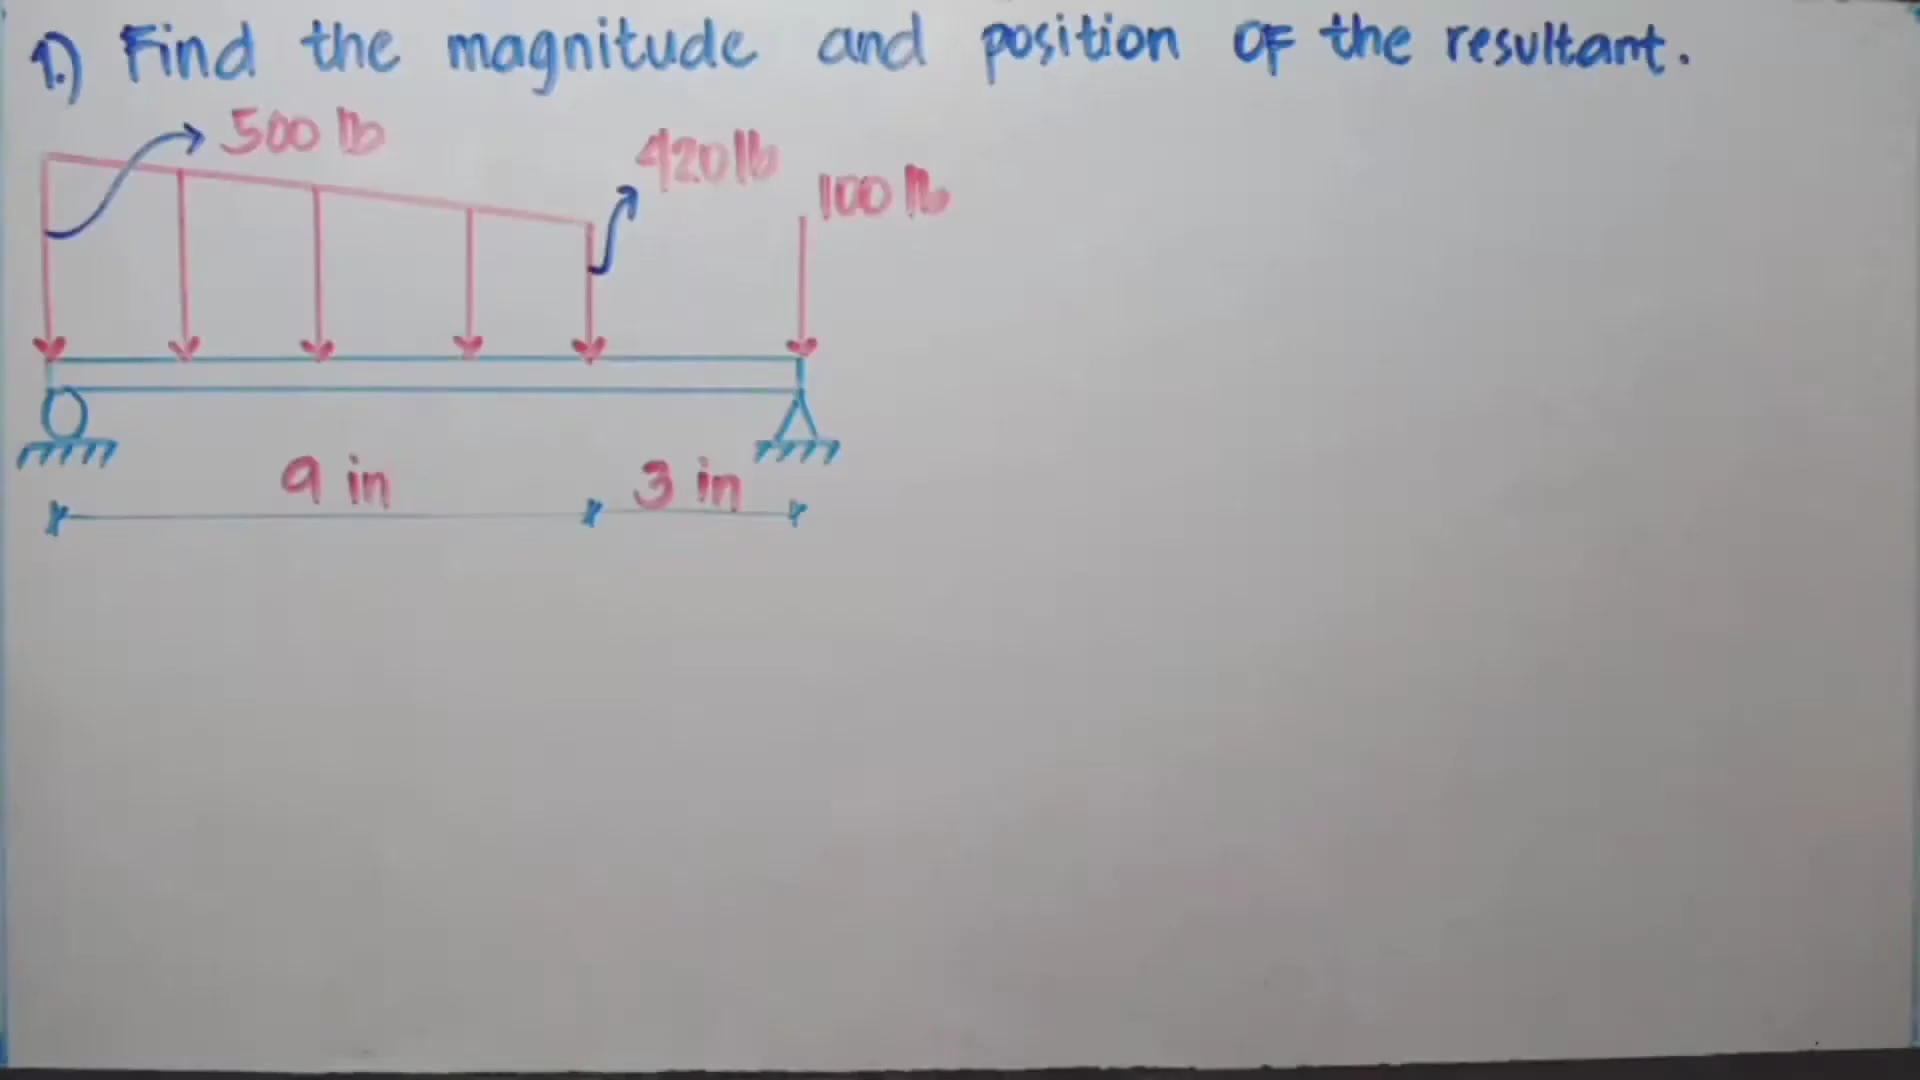 1.) Find the magnitude and position OF the resultant.
500 lb
420 lb
100 lb
9 in
3 in